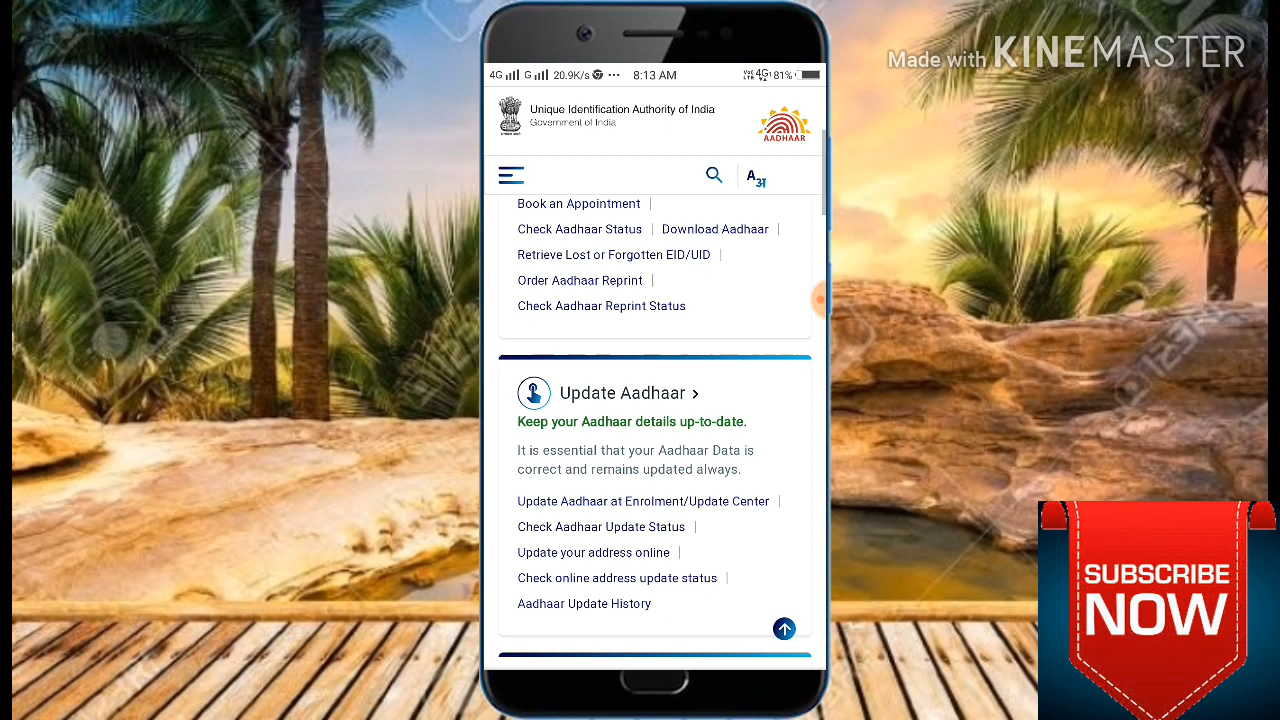 Made with KINEMASTER
4G G 20.9K/s 8:13 AM 4G+ 81%
Unique Identification Authority of India
Government of India
AADHAAR
A अ
Book an Appointment |
Check Aadhaar Status | Download Aadhaar |
Retrieve Lost or Forgotten EID/UID |
Order Aadhaar Reprint |
Check Aadhaar Reprint Status
Update Aadhaar >
Keep your Aadhaar details up-to-date.
It is essential that your Aadhaar Data is
correct and remains updated always.
Update Aadhaar at Enrolment/Update Center |
Check Aadhaar Update Status |
Update your address online |
Check online address update status |
Aadhaar Update History
SUBSCRIBE
NOW